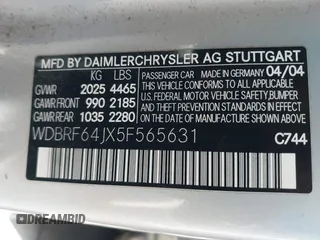 MFD BY DAIMLERCHRYSLER AG STUTTGART
KG LBS MADE IN GERMANY 04/04
GVWR 2025 4465
GAWR.FRONT 990 2185
GAWR.REAR 1035 2280
THIS VEHICLE CONFORMS TO ALL
APPLICABLE U.S. FEDERAL MOTOR
VEHICLE SAFETY, BUMPER, AND
THEFT PREVENTION STANDARDS
IN EFFECT ON THE DATE OF
MANUFACTURE SHOWN ABOVE
WDBRF64JX5F565631
PASSENGER CAR
C744
DREAMBID